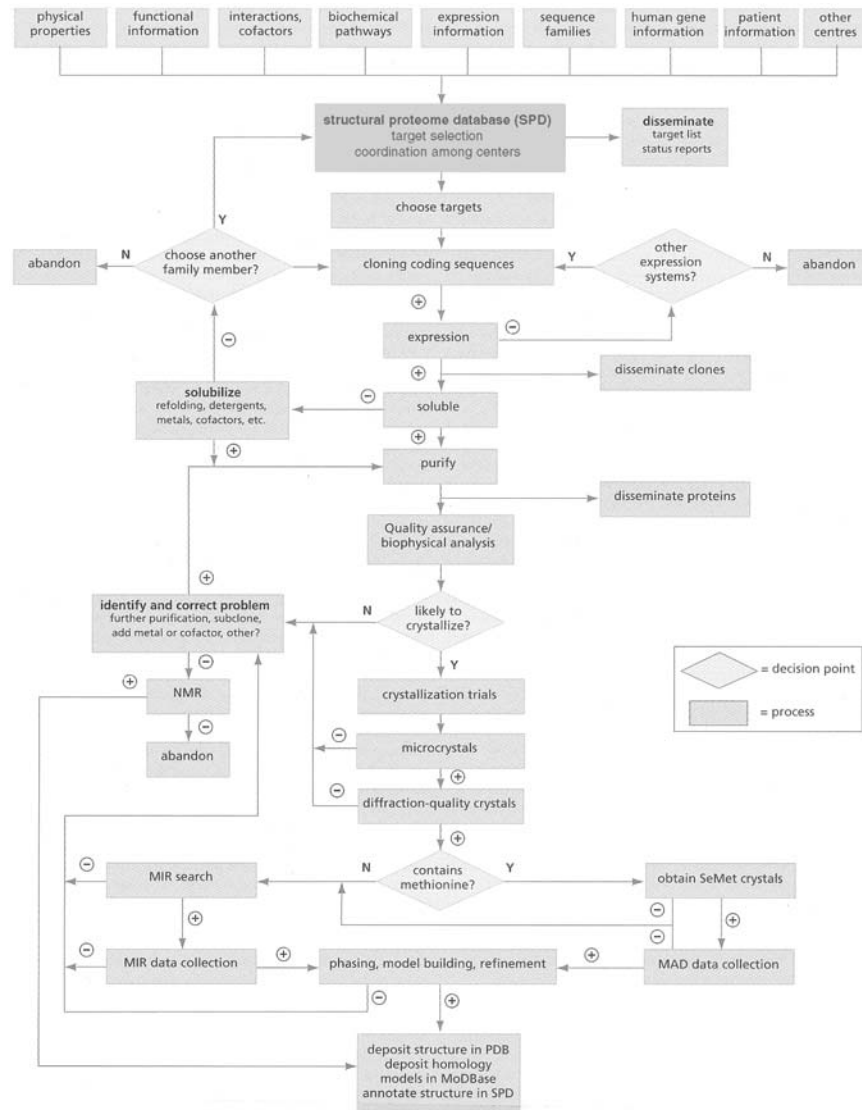 physical
properties
functional
information
interactions,
cofactors
biochemical
pathways
expression
information
sequence
families
human gene
information
patient
information
other
centres
structural proteome database (SPD)
target selection
coordination among centers
disseminate
target list
status reports
Y
choose targets
abandon
N
choose another
family member?
cloning coding sequences
Y
other
expression
systems?
N
abandon
+
−
expression
−
+
disseminate clones
solubilize
refolding, detergents,
metals, cofactors, etc.
−
soluble
+
+
purify
disseminate proteins
Quality assurance/
biophysical analysis
+
identify and correct problem
further purification, subclone,
add metal or cofactor, other?
N
likely to
crystallize?
−
Y
+
NMR
crystallization trials
= decision point
= process
−
abandon
−
microcrystals
+
−
diffraction-quality crystals
+
−
MIR search
N
contains
methionine?
Y
obtain SeMet crystals
−
+
+
−
−
MIR data collection
+
phasing, model building, refinement
+
MAD data collection
−
+
deposit structure in PDB
deposit homology
models in MoDBase
annotate structure in SPD